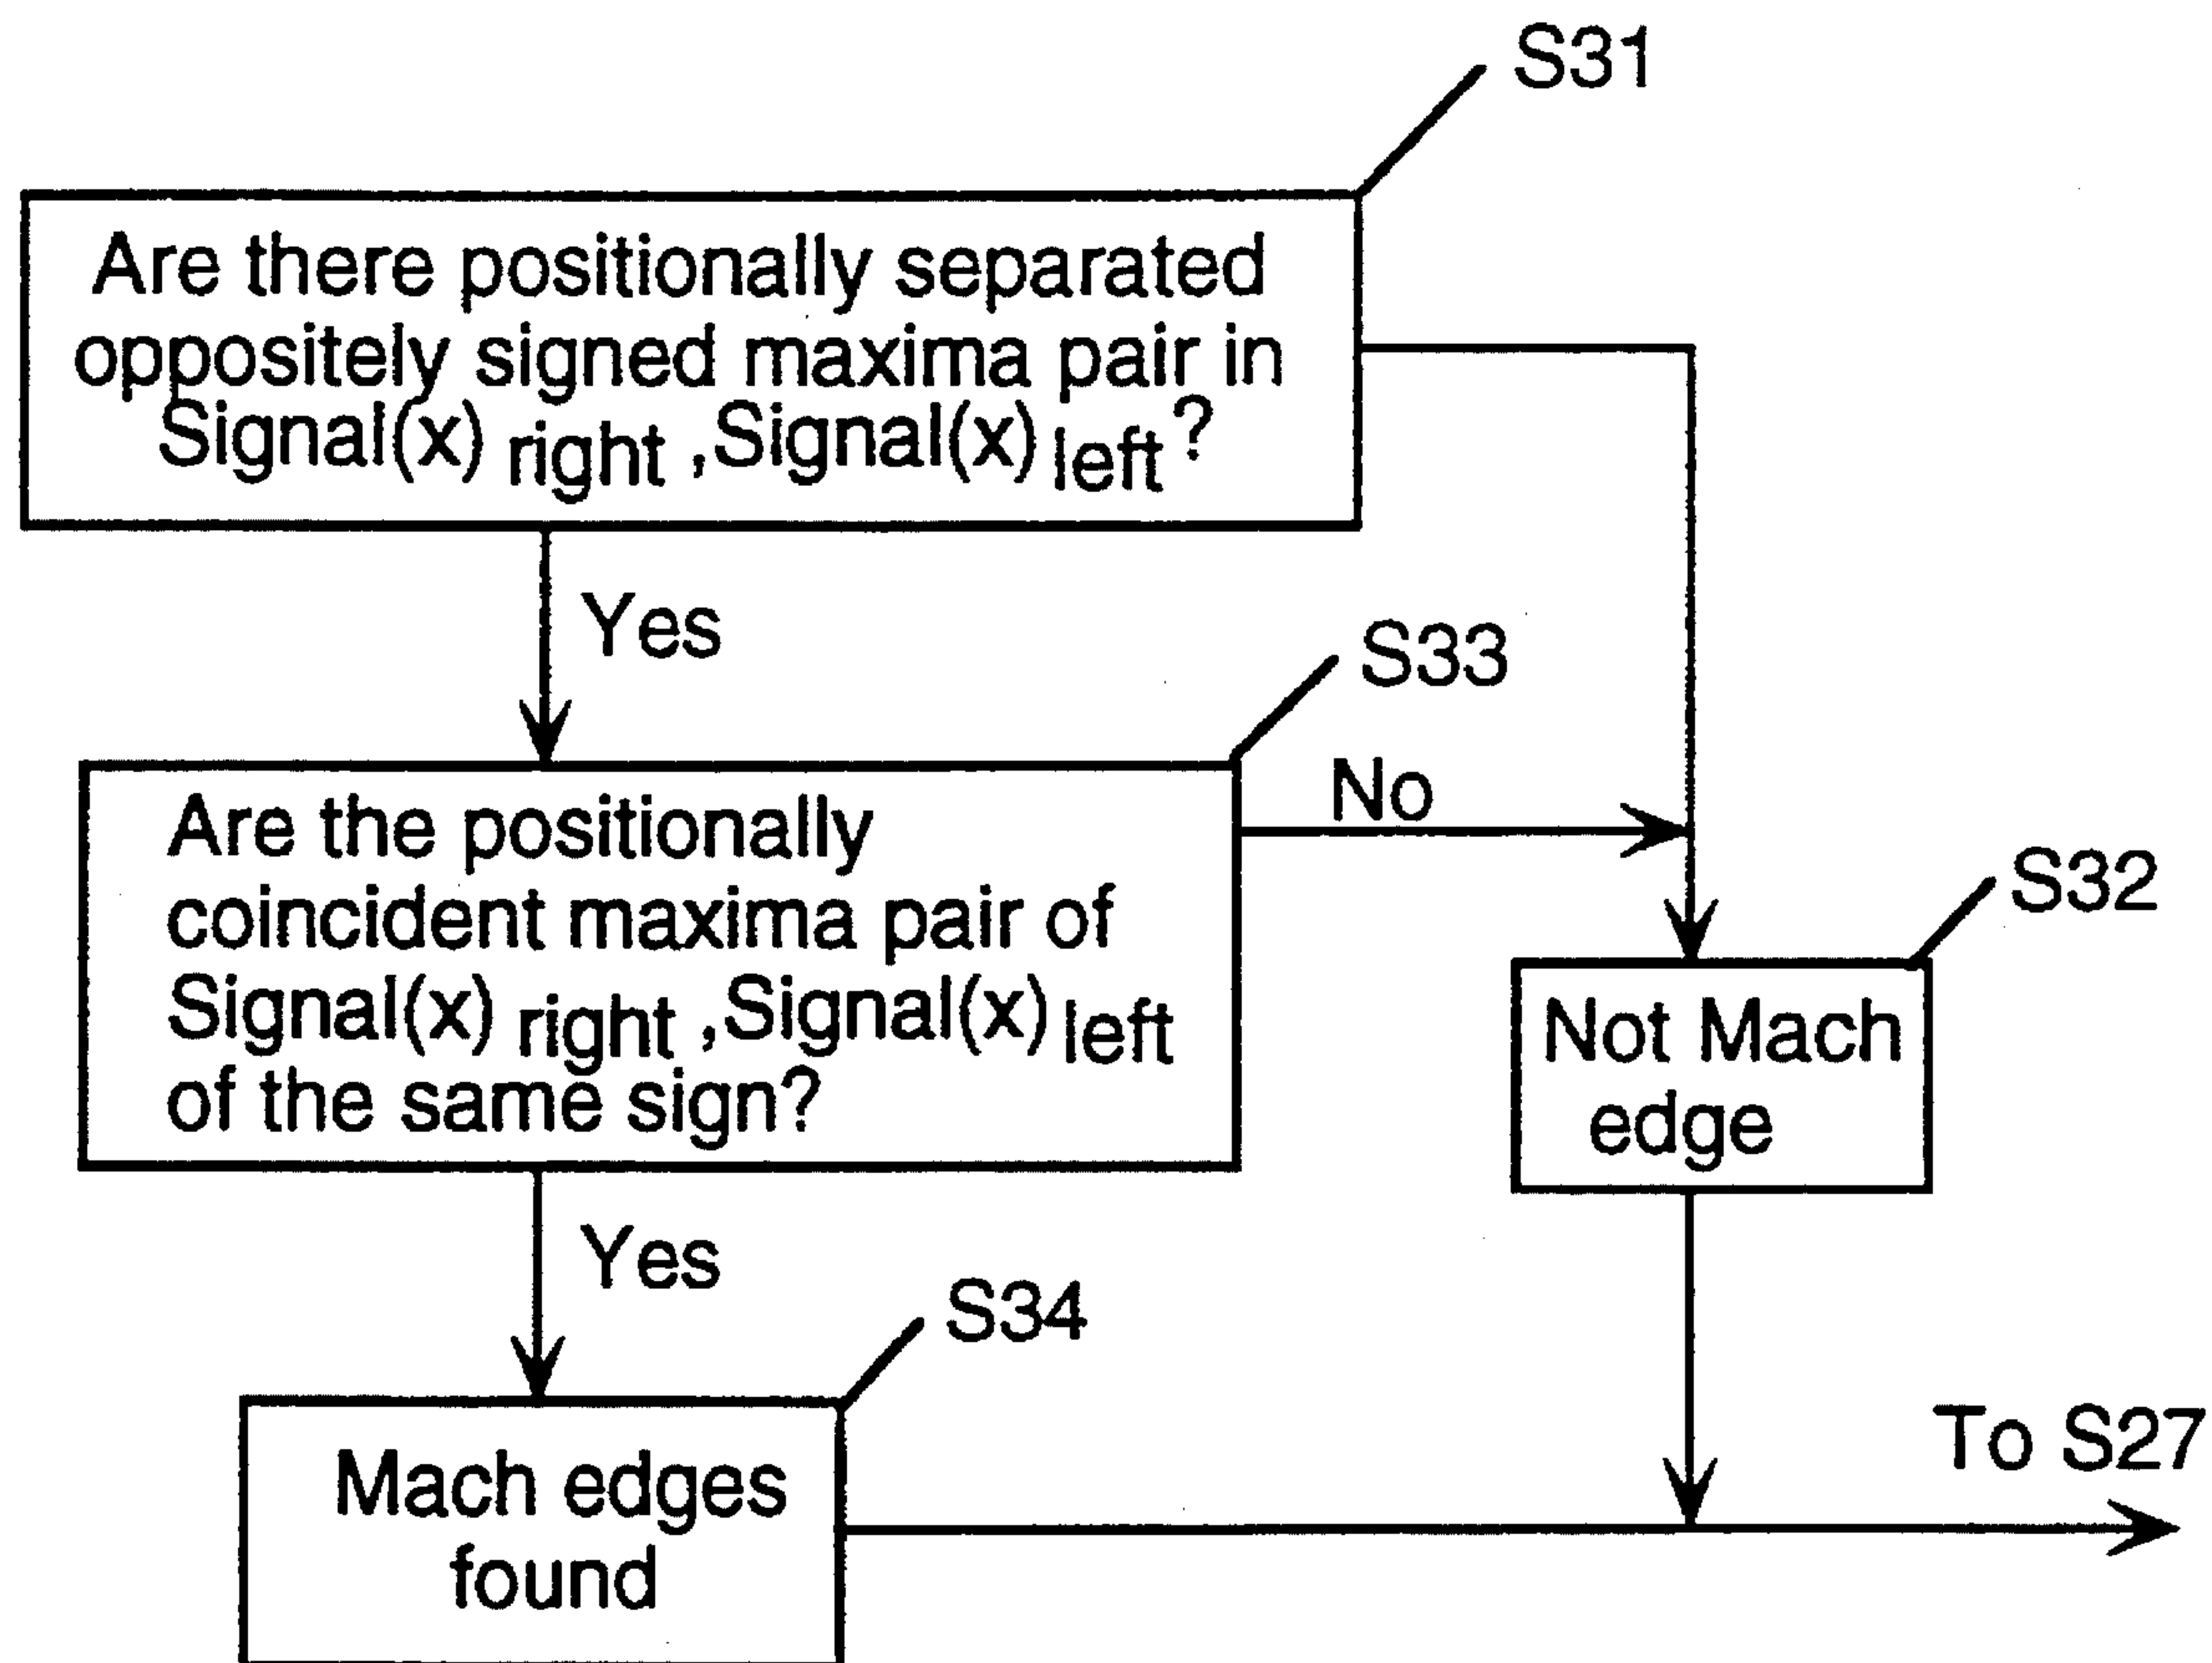 S31
Are there positionally separated
oppositely signed maxima pair in
Signal(x) right ,Signal(x) left ?
Yes
S33
Are the positionally
coincident maxima pair of
Signal(x) right ,Signal(x) left
of the same sign?
No
S32
Not Mach
edge
Yes
S34
Mach edges
found
To S27